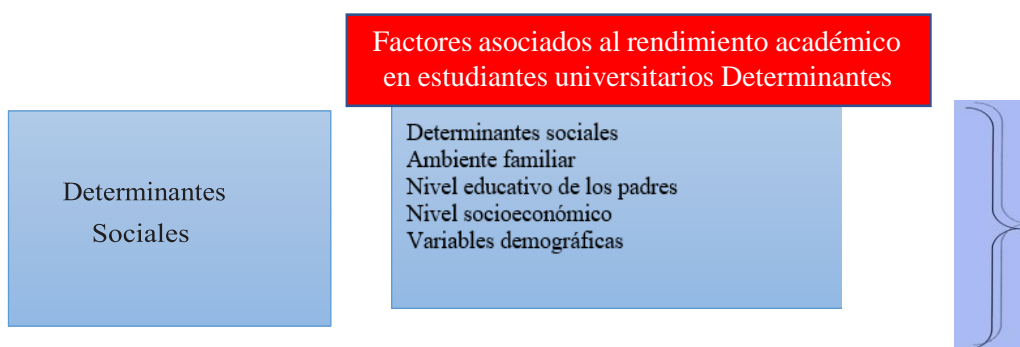 Factores asociados al rendimiento académico
en estudiantes universitarios Determinantes
Determinantes
Sociales
Determinantes sociales
Ambiente familiar
Nivel educativo de los padres
Nivel socioeconómico
Variables demográficas